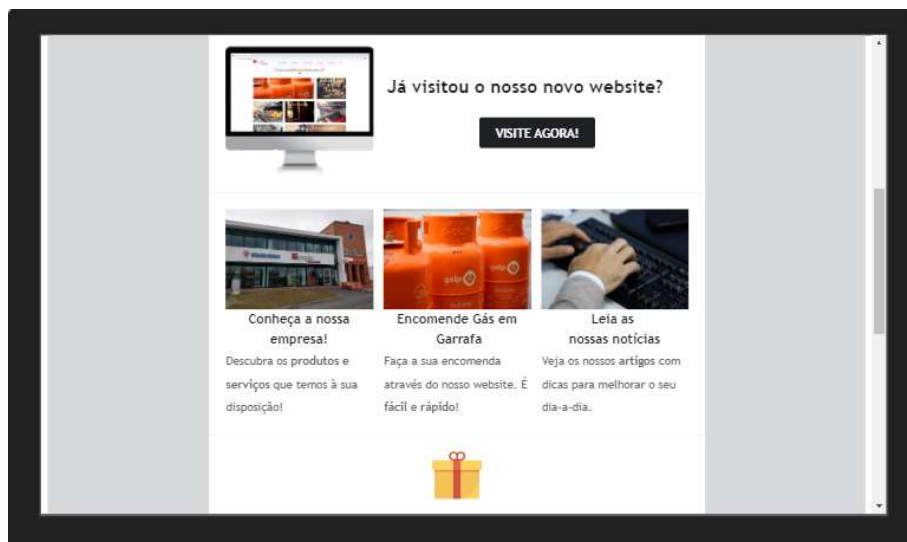 Já visitou o nosso novo website?
VISITE AGORA!
galp
galp
Conheça a nossa
empresa!
Descubra os produtos e
serviços que temos à sua
disposição!
Encomende Gás em
Garrafa
Faça a sua encomenda
através do nosso website. É
fácil e rápido!
Leia as
nossas notícias
Veja os nossos artigos com
dicas para melhorar o seu
dia-a-dia.